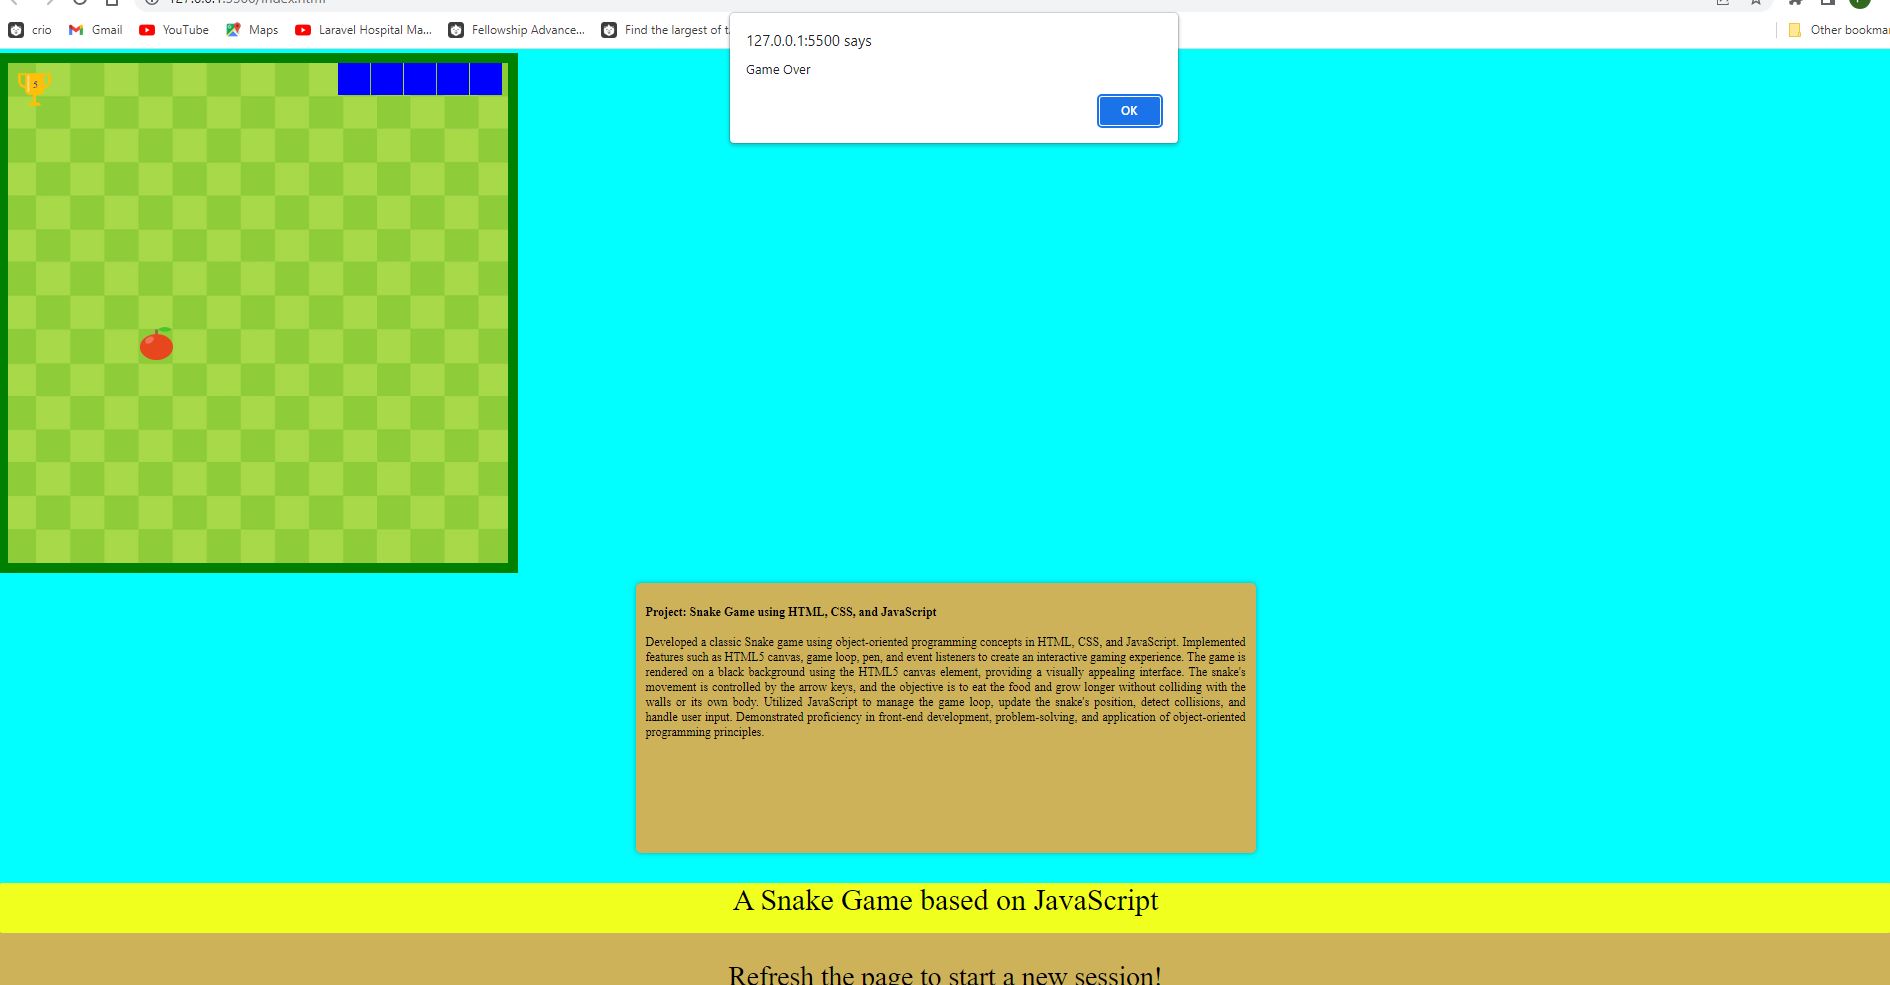 127.0.0.1:5500/index.html
crio Gmail YouTube Maps Laravel Hospital Ma... Fellowship Advance... Find the largest of t Other bookma
127.0.0.1:5500 says
Game Over
OK
5
Project: Snake Game using HTML, CSS, and JavaScript
Developed a classic Snake game using object-oriented programming concepts in HTML, CSS, and JavaScript. Implemented
features such as HTML5 canvas, game loop, pen, and event listeners to create an interactive gaming experience. The game is
rendered on a black background using the HTML5 canvas element, providing a visually appealing interface. The snake's
movement is controlled by the arrow keys, and the objective is to eat the food and grow longer without colliding with the
walls or its own body. Utilized JavaScript to manage the game loop, update the snake's position, detect collisions, and
handle user input. Demonstrated proficiency in front-end development, problem-solving, and application of object-oriented
programming principles.
A Snake Game based on JavaScript
Refresh the page to start a new session!